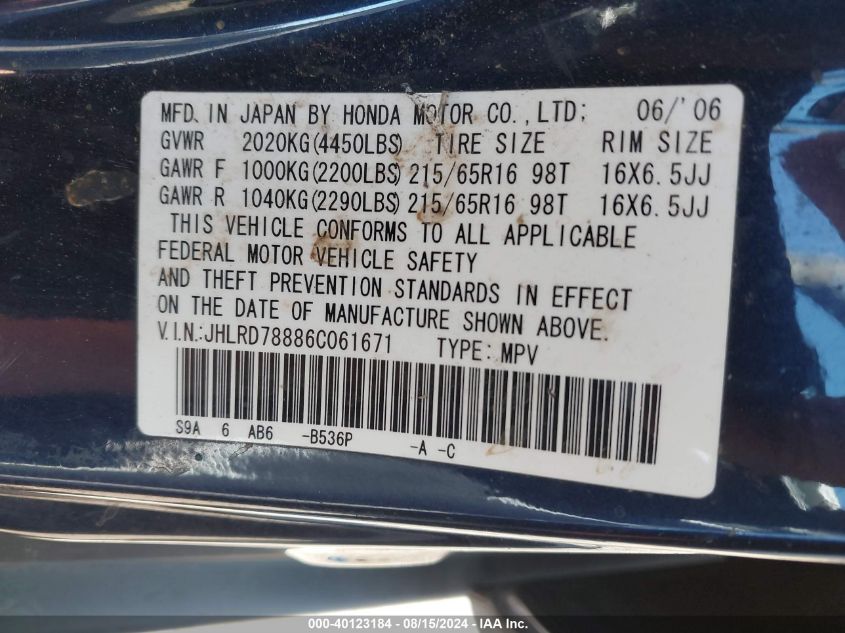 MFD. IN JAPAN BY HONDA MOTOR CO., LTD: 06/'06
GVWR 2020KG(4450LBS) TIRE SIZE RIM SIZE
GAWR F 1000KG(2200LBS) 215/65R16 98T 16X6.5JJ
GAWR R 1040KG(2290LBS) 215/65R16 98T 16X6.5JJ
THIS VEHICLE CONFORMS TO ALL APPLICABLE
FEDERAL MOTOR VEHICLE SAFETY
AND THEFT PREVENTION STANDARDS IN EFFECT
ON THE DATE OF MANUFACTURE SHOWN ABOVE.
V.I.N.:JHLRD78886C061671 TYPE: MPV
S9A 6 AB6 -B536P -A -C
000-40123184 - 08/15/2024 - IAA Inc.